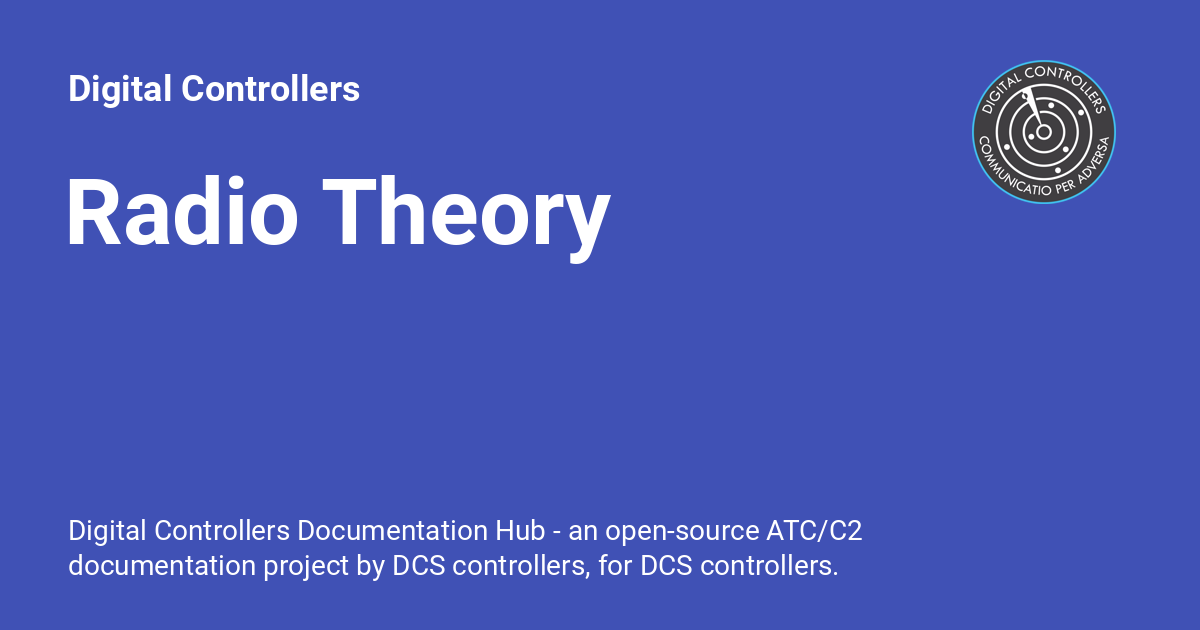 Digital Controllers
DIGITAL CONTROLLERS
COMMUNICATIO PER ADVERSA
Radio Theory
Digital Controllers Documentation Hub - an open-source ATC/C2
documentation project by DCS controllers, for DCS controllers.